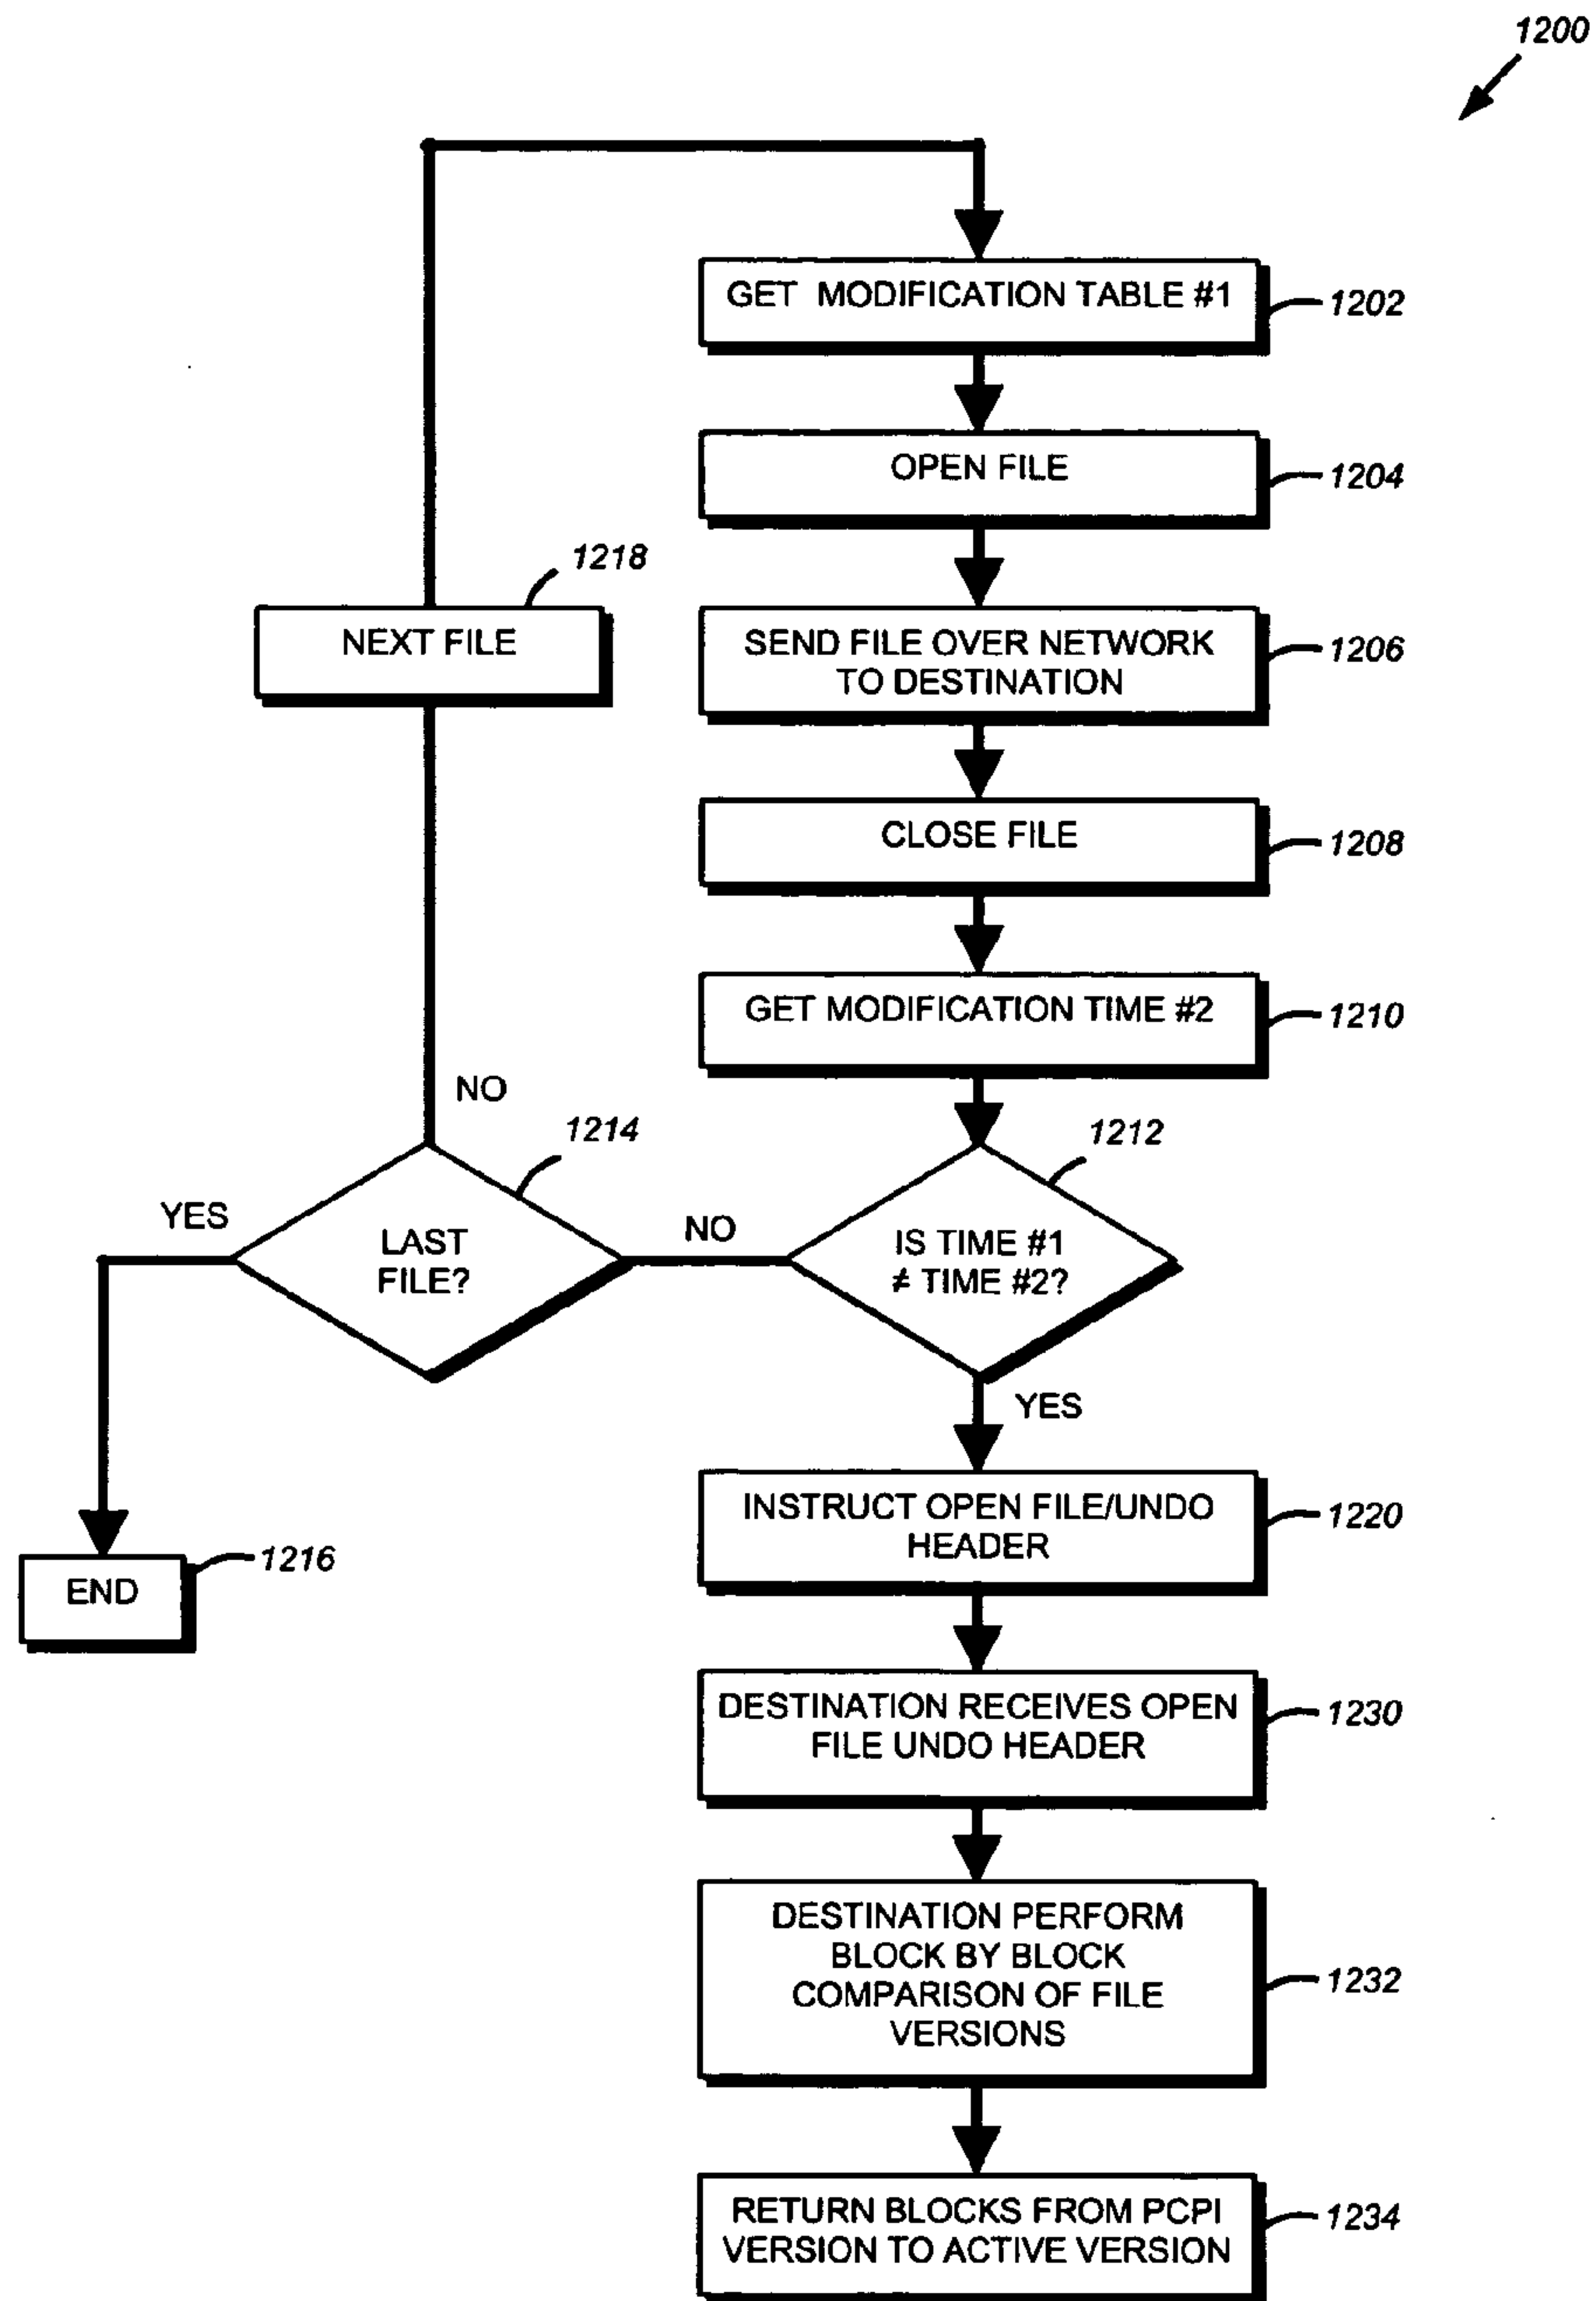 1200
GET MODIFICATION TABLE #1
1202
OPEN FILE
1204
1218
NEXT FILE
SEND FILE OVER NETWORK
TO DESTINATION
1206
CLOSE FILE
1208
GET MODIFICATION TIME #2
1210
NO
1214
1212
YES
LAST
FILE?
NO
IS TIME #1
≠ TIME #2?
YES
INSTRUCT OPEN FILE/UNDO
HEADER
1220
END
1216
DESTINATION RECEIVES OPEN
FILE UNDO HEADER
1230
DESTINATION PERFORM
BLOCK BY BLOCK
COMPARISON OF FILE
VERSIONS
1232
RETURN BLOCKS FROM PCPI
VERSION TO ACTIVE VERSION
1234